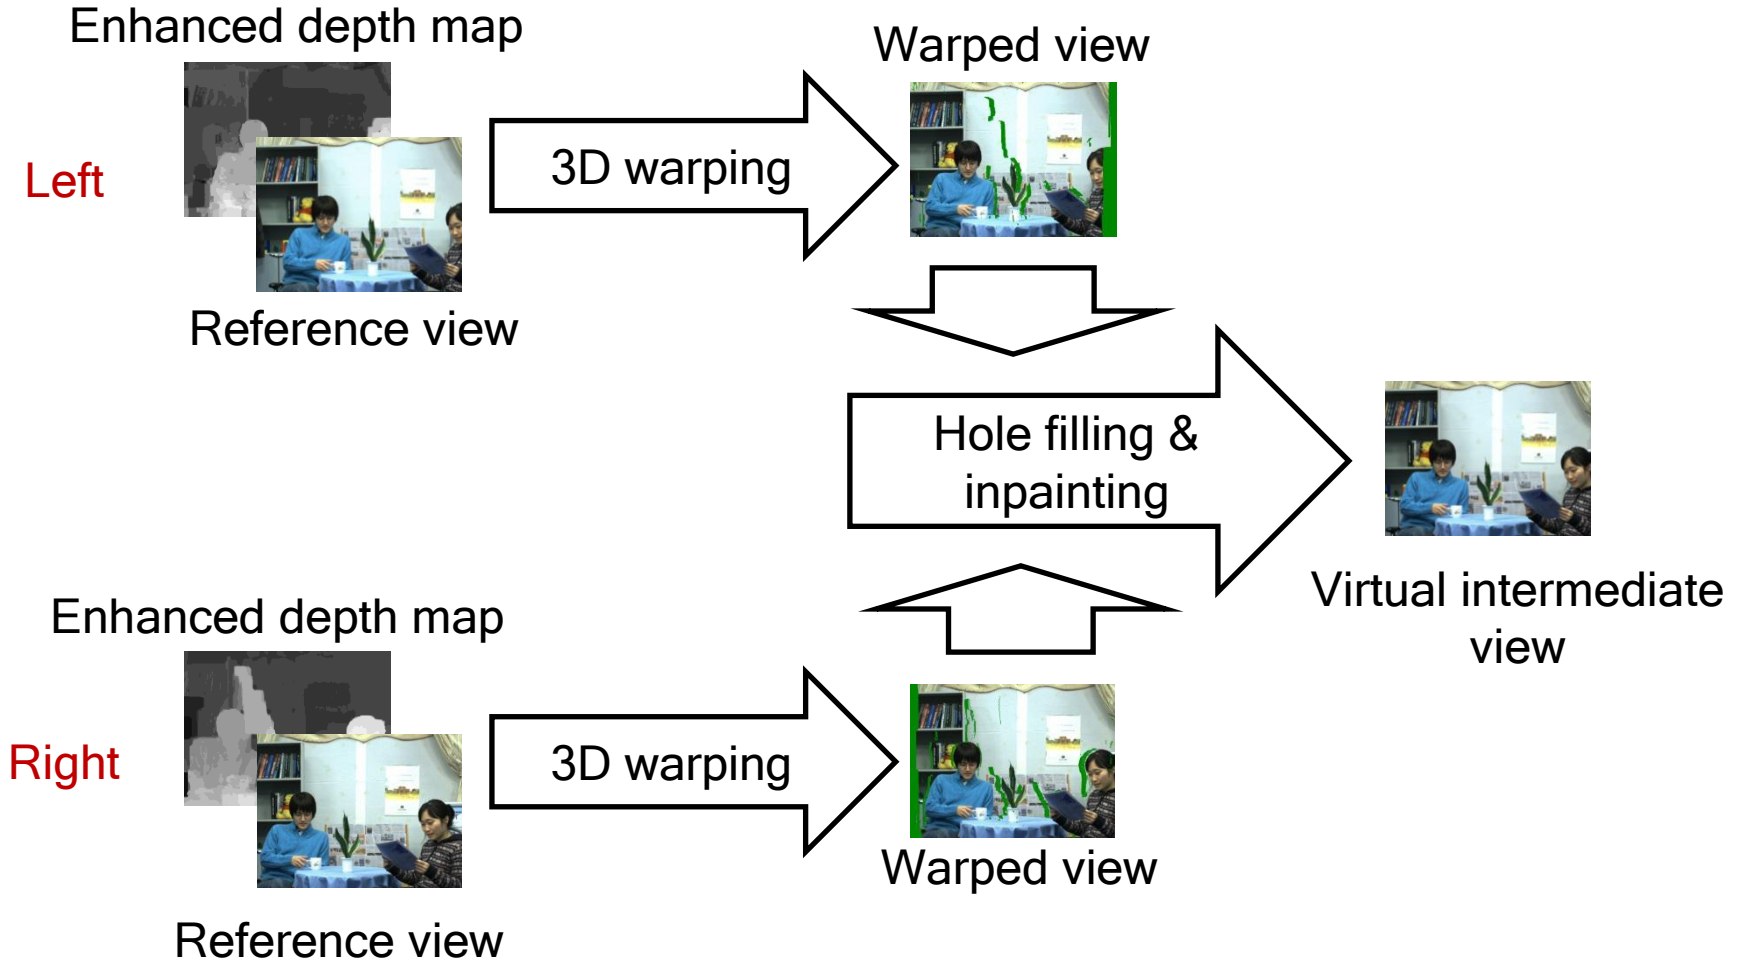 Enhanced depth map
Left
Reference view
3D warping
Warped view
Hole filling &
inpainting
Virtual intermediate
view
Enhanced depth map
Right
Reference view
3D warping
Warped view